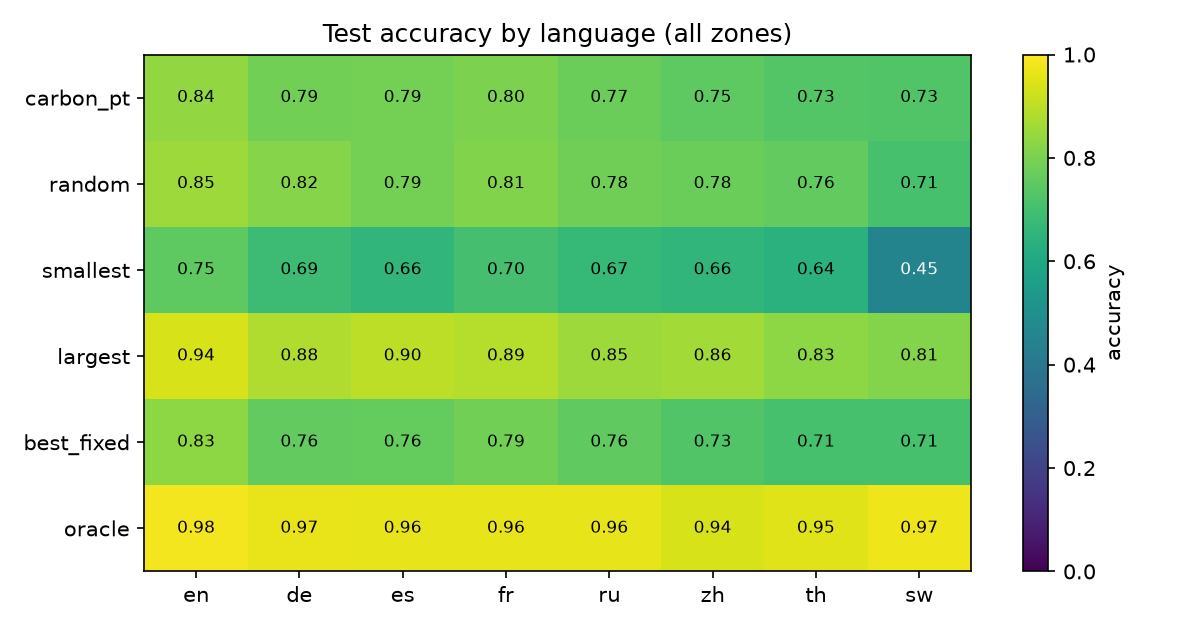 Test accuracy by language (all zones)
carbon_pt 0.84 0.79 0.79 0.80 0.77 0.75 0.73 0.73
random 0.85 0.82 0.79 0.81 0.78 0.78 0.76 0.71
smallest 0.75 0.69 0.66 0.70 0.67 0.66 0.64 0.45
largest 0.94 0.88 0.90 0.89 0.85 0.86 0.83 0.81
best_fixed 0.83 0.76 0.76 0.79 0.76 0.73 0.71 0.71
oracle 0.98 0.97 0.96 0.96 0.96 0.94 0.95 0.97
en de es fr ru zh th sw
1.0
0.8
0.6
0.4
0.2
0.0
accuracy